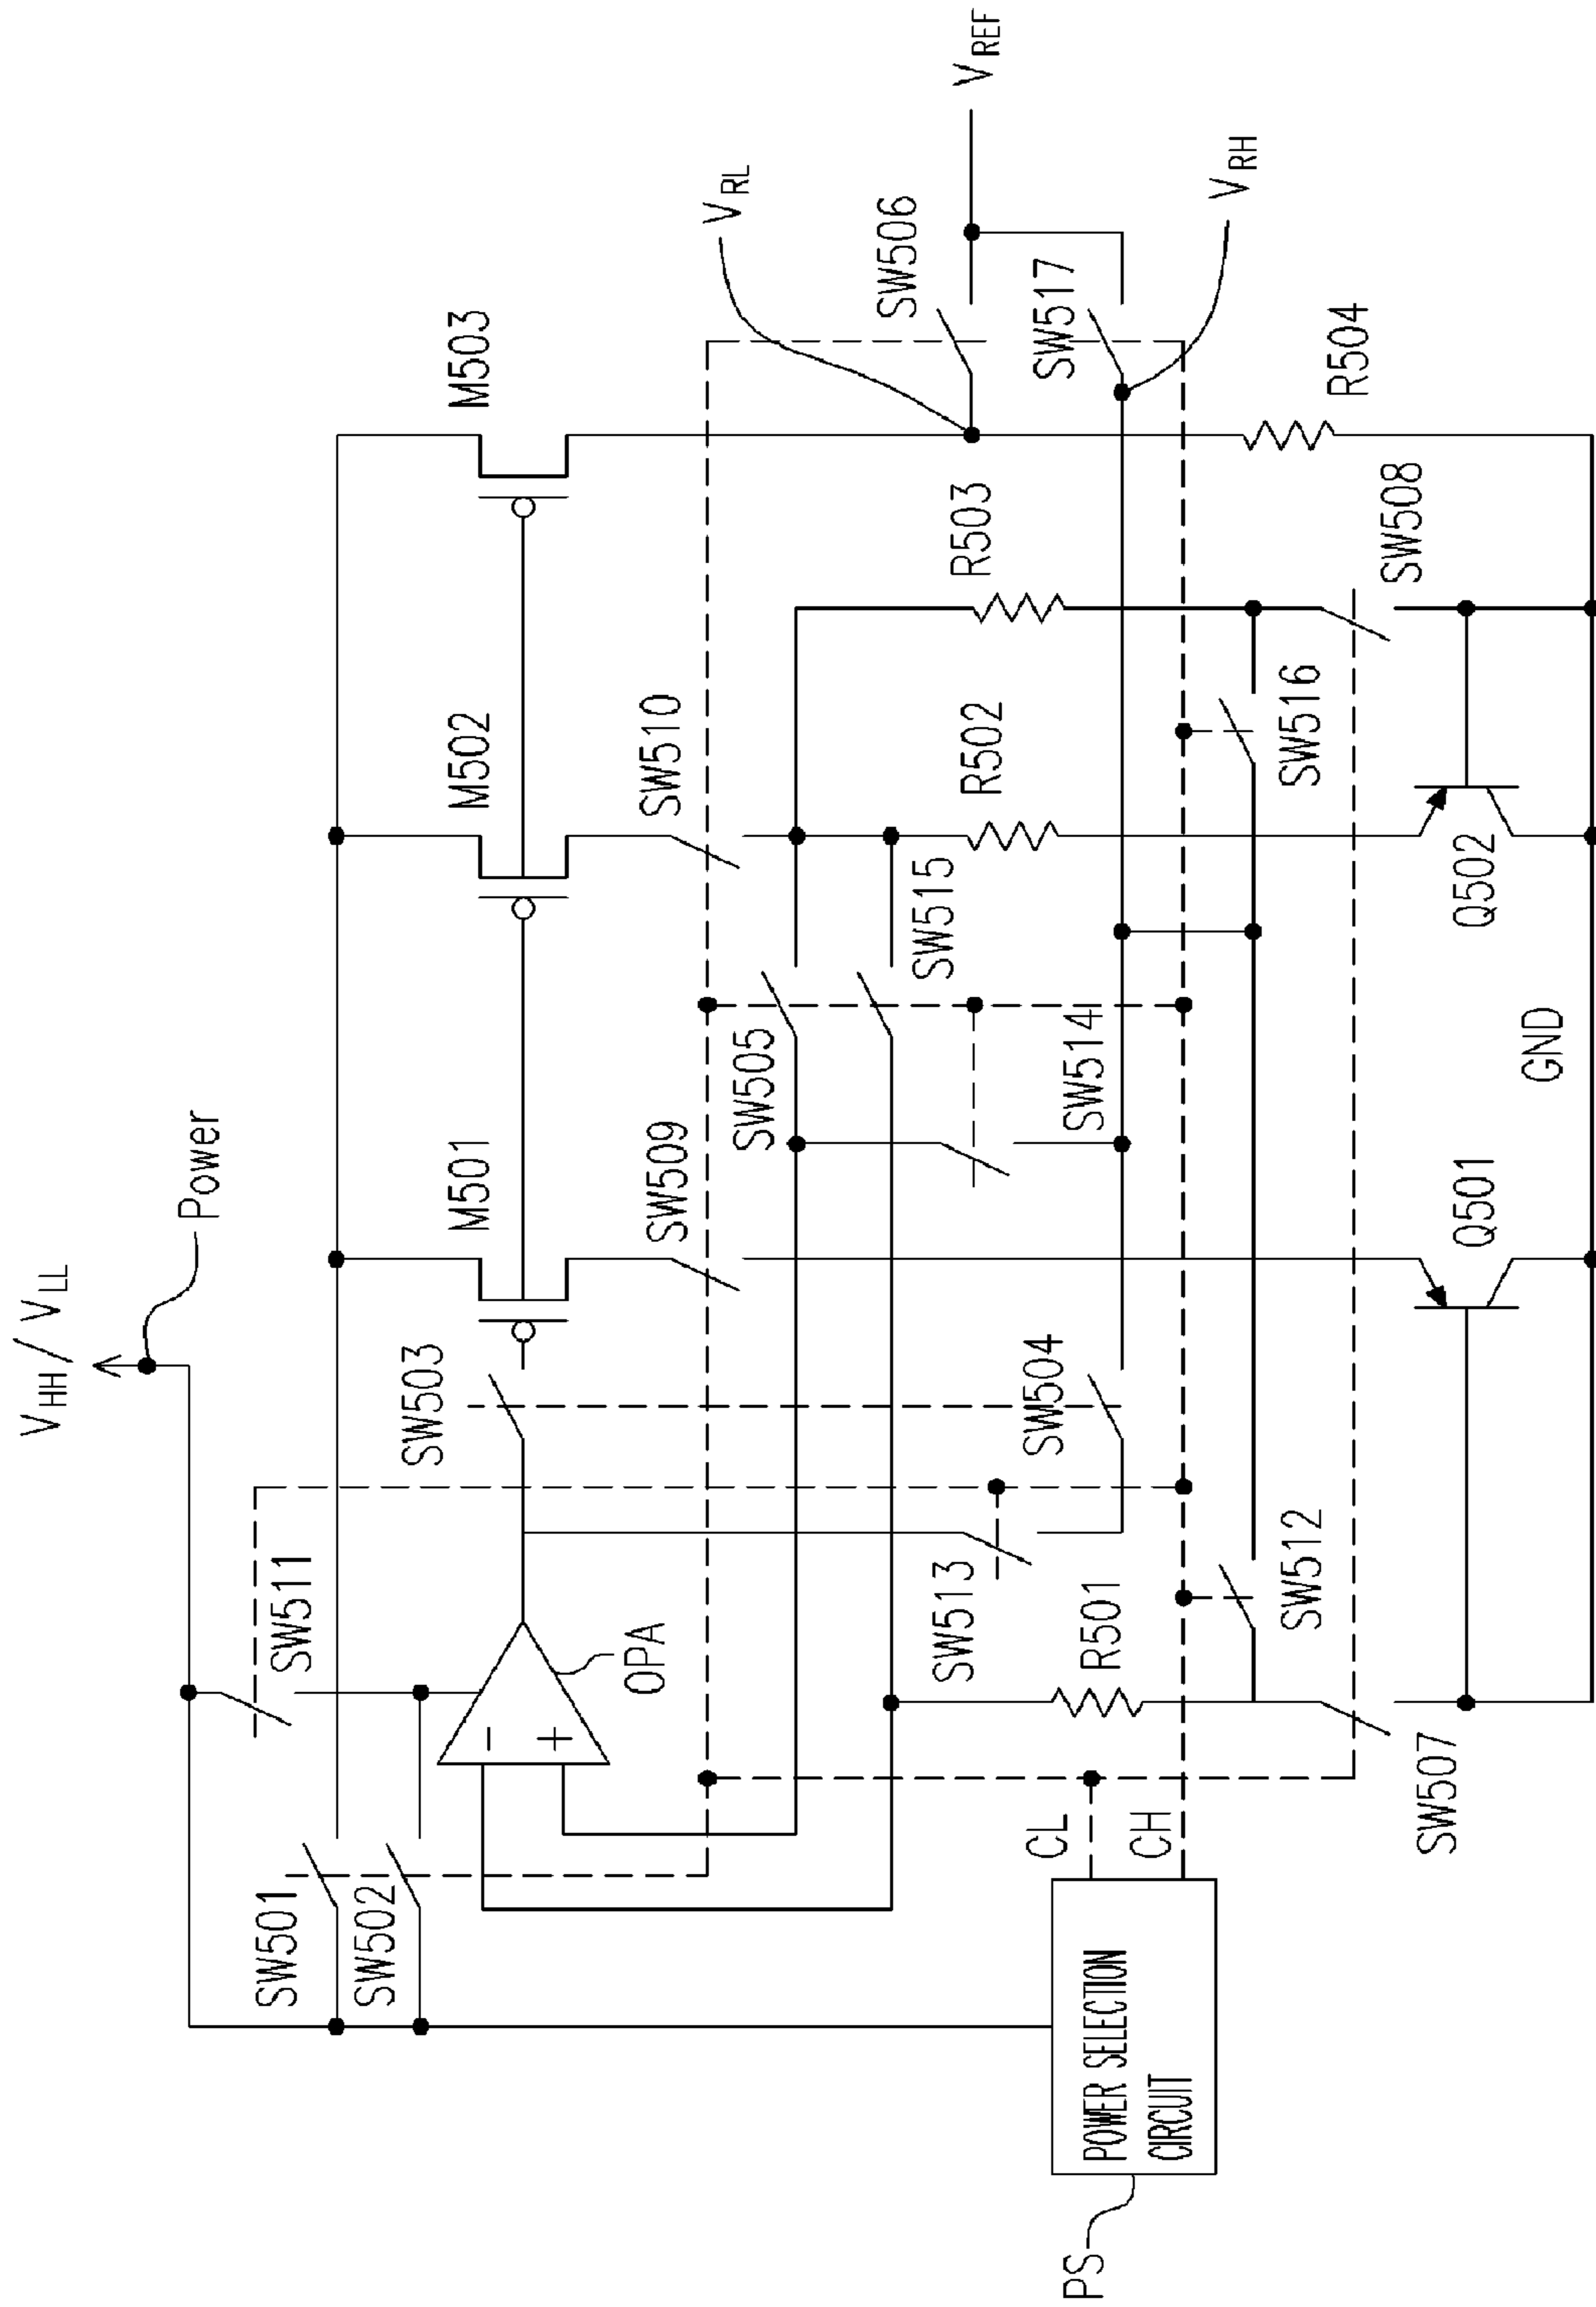 V_HH / V_LL
Power
SW511
SW501
SW502
OPA
−
+
SW503
M501
M502
M503
SW509
SW510
SW505
SW515
SW514
SW504
SW513
R501
R502
R503
R504
V_RL
SW506
V_REF
SW517
V_RH
SW512
SW516
SW507
SW508
Q501
Q502
GND
CL
CH
POWER SELECTION
CIRCUIT
PS